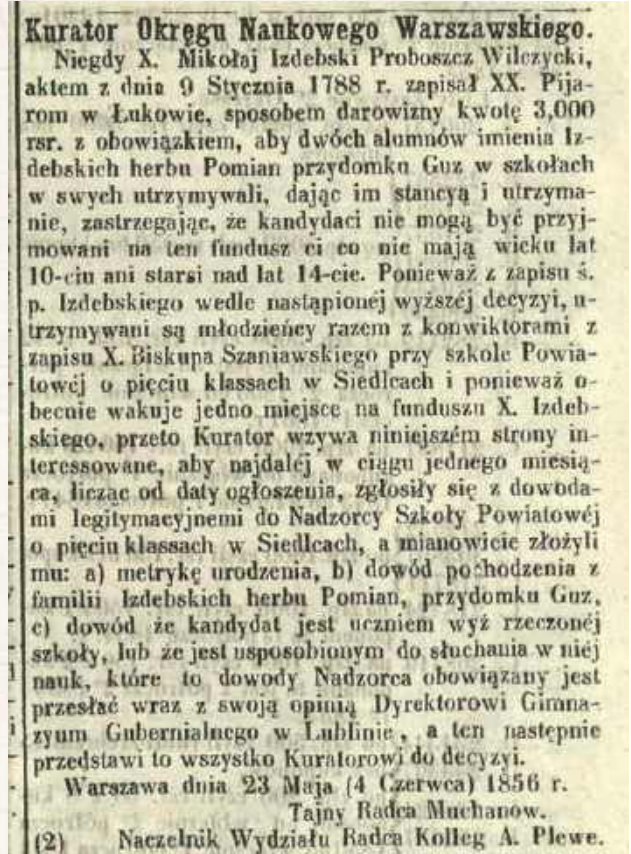 Kurator Okręgu Naukowego Warszawskiego.
Niegdy X. Mikołaj Izdebski Proboszcz Wilczycki,
aktem z dnia 9 Stycznia 1788 r. zapisał XX. Pija-
rom w Łukowie, sposobem darowizny kwotę 3,000
rsr. z obowiązkiem, aby dwóch alumnów imienia Iz-
debskich herbu Pomian przydomku Guz w szkołach
w swych utrzymywali, dając im stancyą i utrzyma-
nie, zastrzegając, że kandydaci nie mogą być przyj-
mowani na ten fundusz ci co nie mają wieku lat
10-ciu ani starsi nad lat 14-cie. Ponieważ z zapisu ś.
p. Izdebskiego wedle nastąpionéj wyższéj decyzyi, u-
trzymywani są młodzieńcy razem z konwiktorami z
zapisu X. Biskupa Szaniawskiego przy szkole Powia-
towéj o pięciu klassach w Siedlcach i ponieważ o-
becnie wakuje jedno miejsce na funduszu X. Izdeb-
skiego, przeto Kurator wzywa niniejszém strony in-
teressowane, aby najdaléj w ciągu jednego miesią-
ca, licząc od daty ogłoszenia, zgłosiły się z dowoda-
mi legitymacyjnemi do Nadzorcy Szkoły Powiatowéj
o pięciu klassach w Siedlcach, a mianowicie złożyli
mu: a) metrykę urodzenia, b) dowód pochodzenia z
familii Izdebskich herbu Pomian, przydomku Guz,
c) dowód że kandydat jest uczniem wyż rzeczonéj
szkoły, lub że jest usposobionym do słuchania w niéj
nauk, które to dowody Nadzorca obowiązany jest
przesłać wraz z swoją opinią Dyrektorowi Gimna-
zyum Gubernialnego w Lublinie, a ten następnie
przedstawi to wszystko Kuratorowi do decyzyi.
Warszawa dnia 23 Maja (4 Czerwca) 1856 r.
Tajny Radca Muchanow.
(2) Naczelnik Wydziału Radca Kolleg A. Plewe.